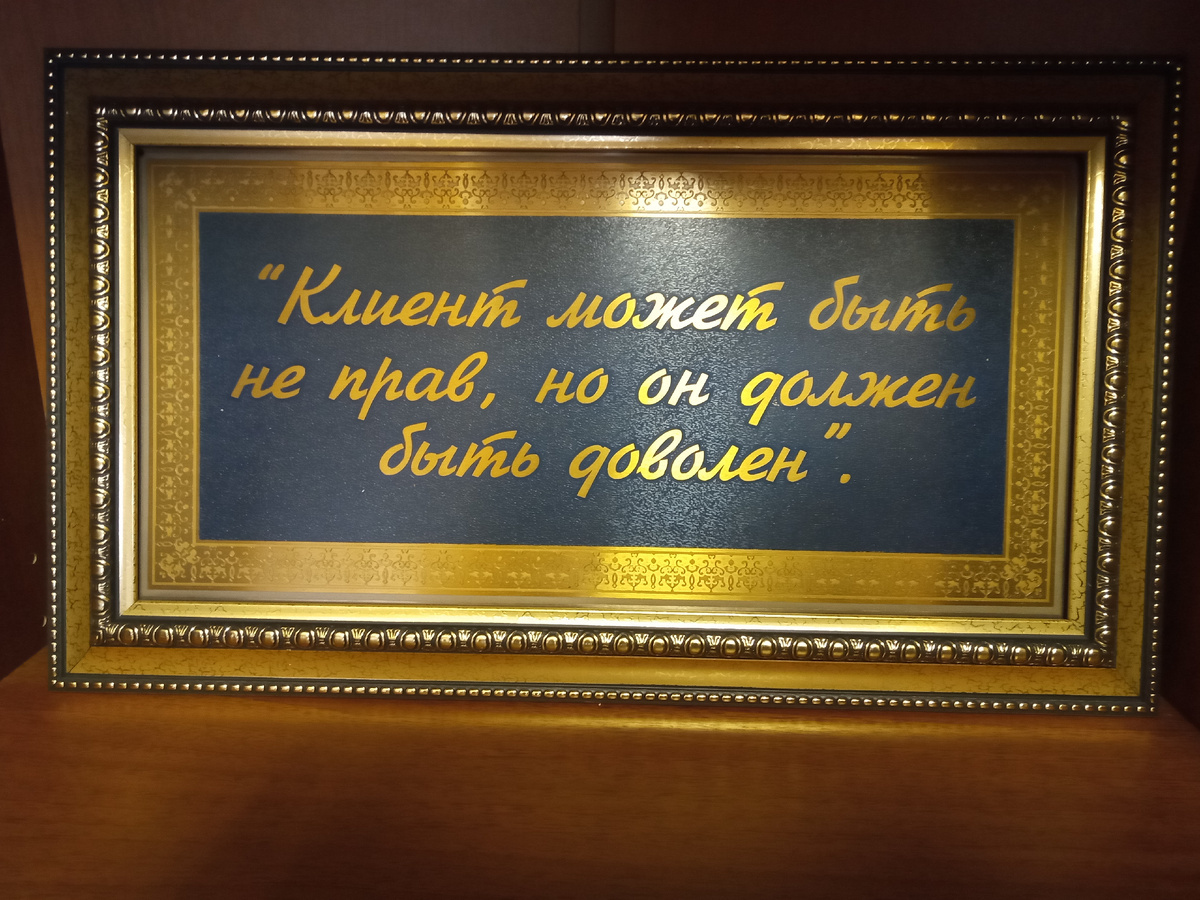 “Клиент может быть
не прав, но он должен
быть доволен”.